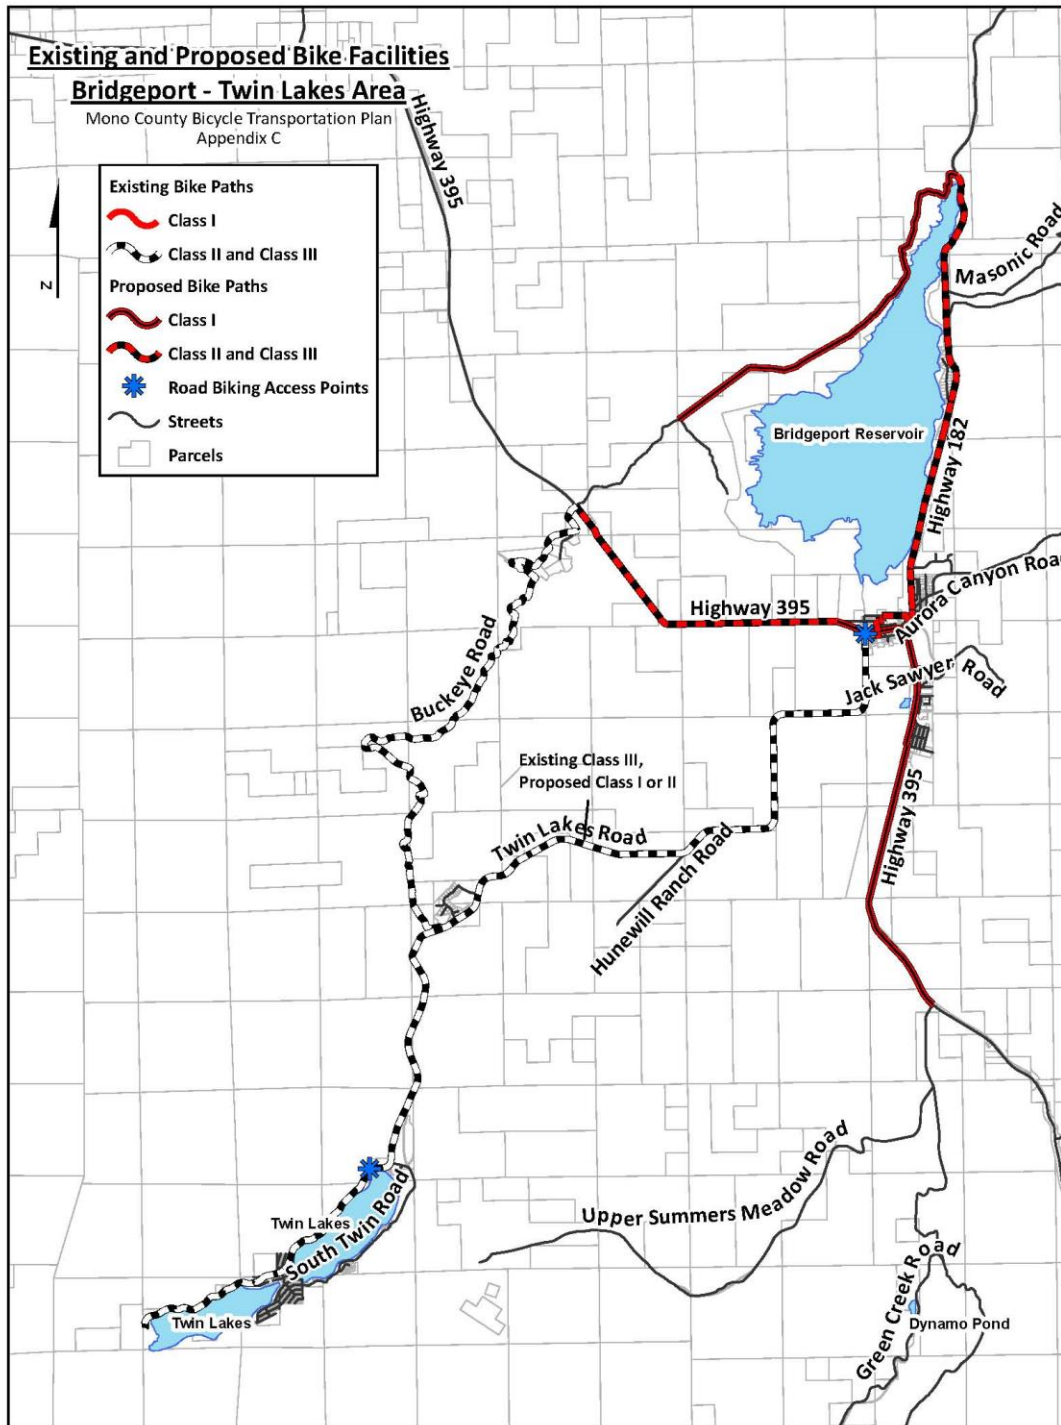 Existing and Proposed Bike Facilities
Bridgeport - Twin Lakes Area
Mono County Bicycle Transportation Plan
Appendix C
Existing Bike Paths
Class I
Class II and Class III
Proposed Bike Paths
Class I
Class II and Class III
Road Biking Access Points
Streets
Parcels
N
Highway 395
Masonic Road
Bridgeport Reservoir
Highway 182
Aurora Canyon Road
Highway 395
Buckeye Road
Jack Sawyer Road
Existing Class III,
Proposed Class I or II
Twin Lakes Road
Highway 395
Hunewill Ranch Road
Upper Summers Meadow Road
South Twin Road
Twin Lakes
Green Creek Road
Twin Lakes
Dynamo Pond